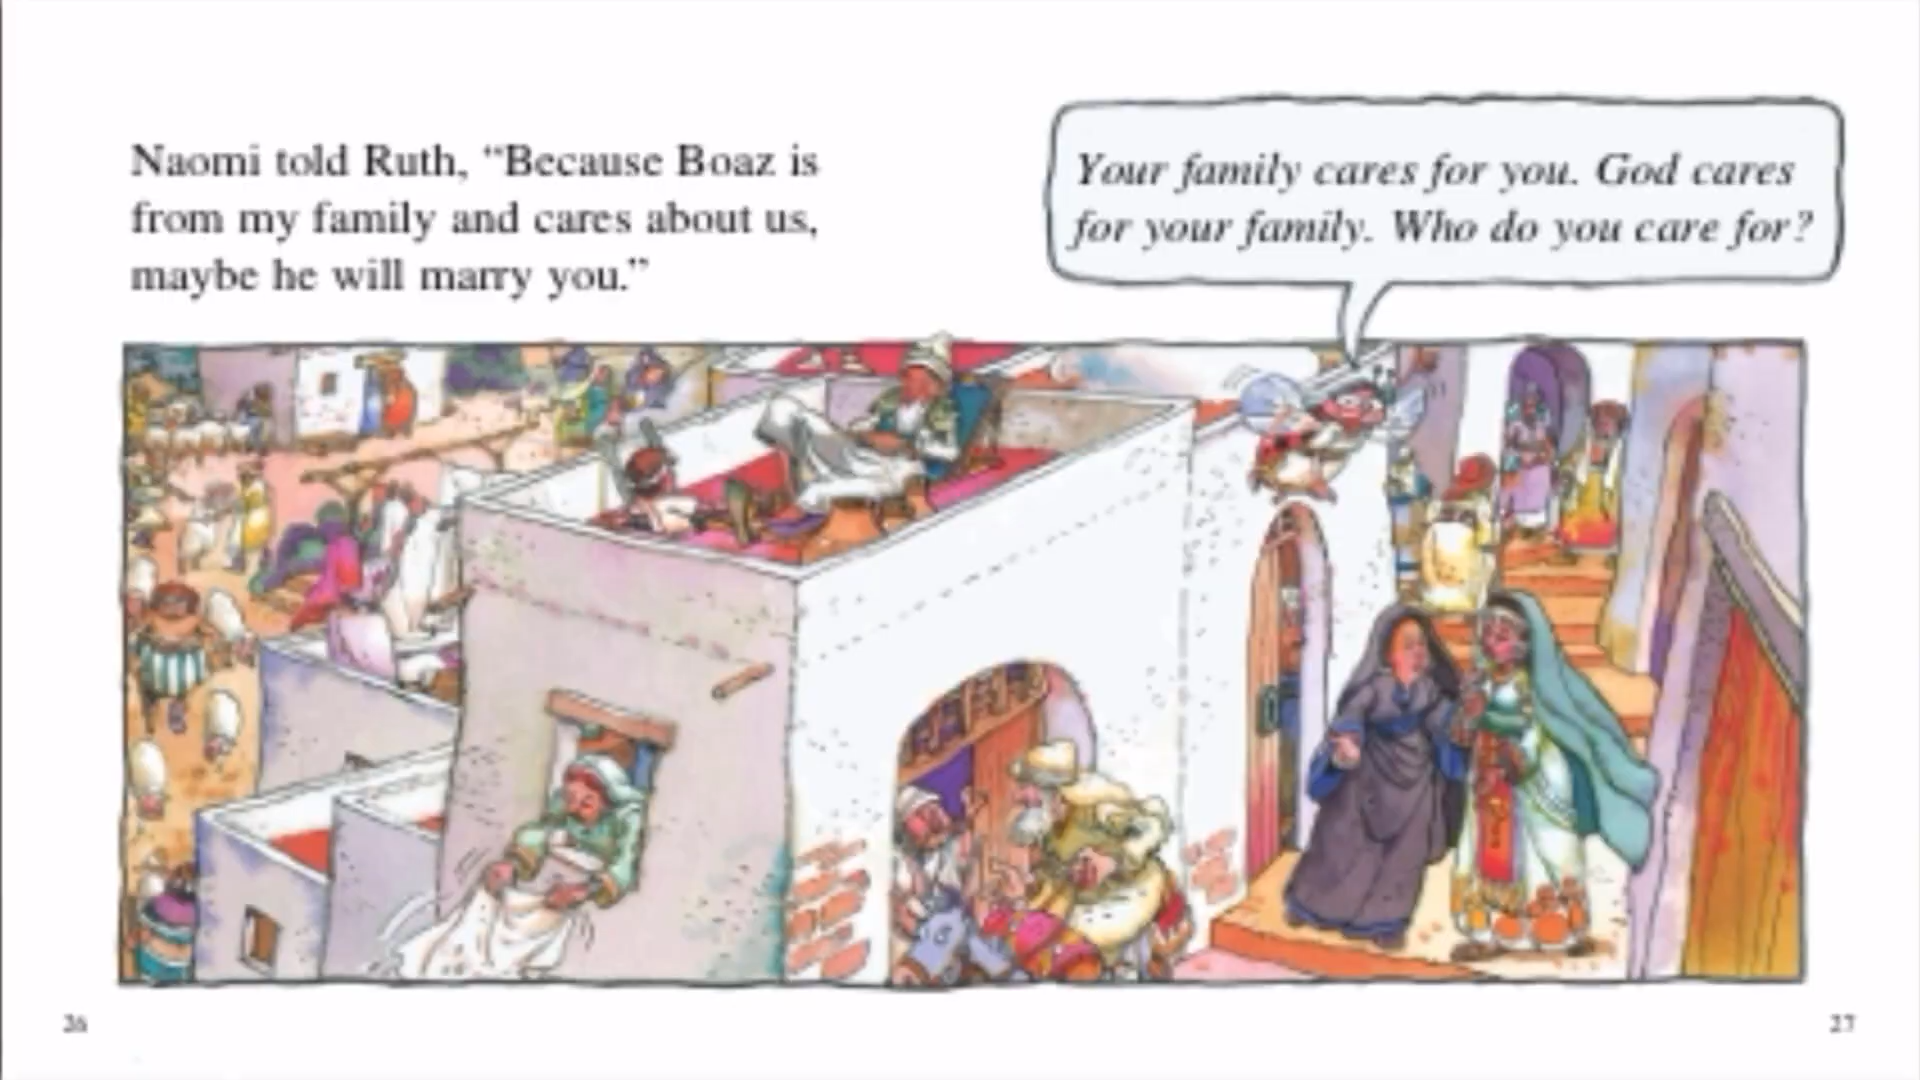 Naomi told Ruth, “Because Boaz is
from my family and cares about us,
maybe he will marry you.”
Your family cares for you. God cares
for your family. Who do you care for?
26
27